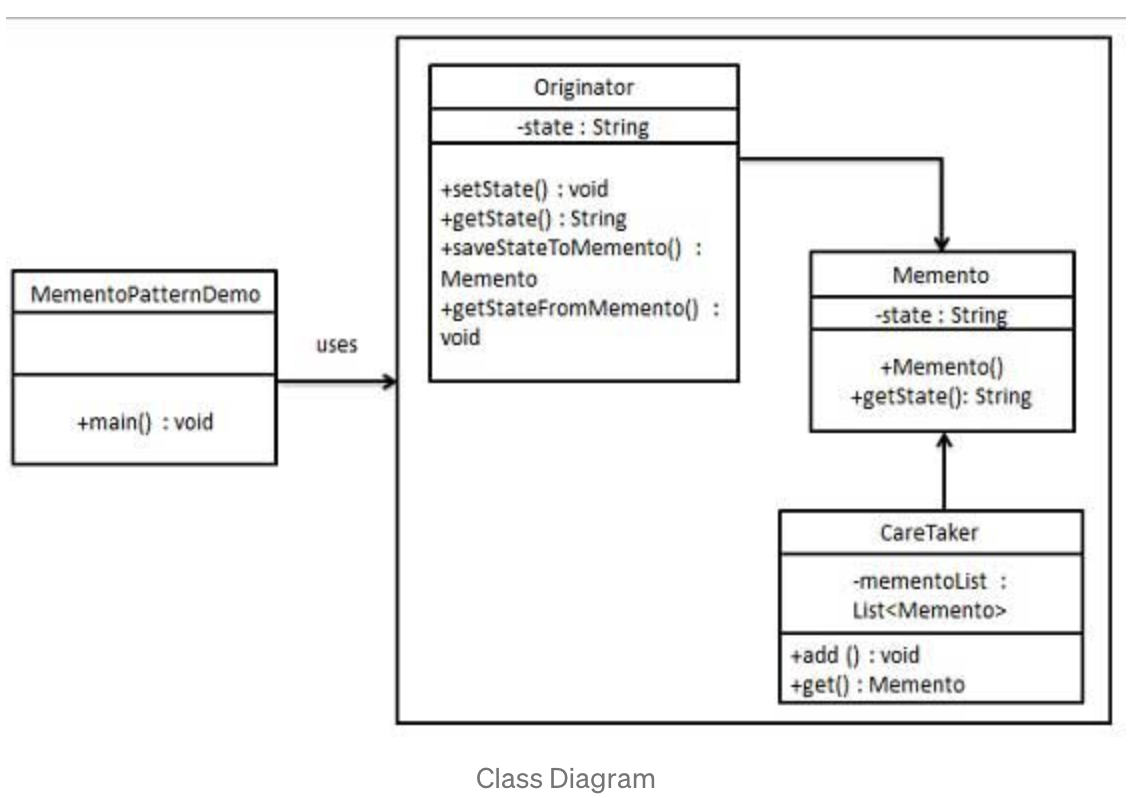 Originator
-state : String
+setState() : void
+getState() : String
+saveStateToMemento() :
Memento
+getStateFromMemento() :
void
MementoPatternDemo
+main() : void
uses
Memento
-state : String
+Memento()
+getState(): String
CareTaker
-mementoList :
List<Memento>
+add () : void
+get() : Memento
Class Diagram